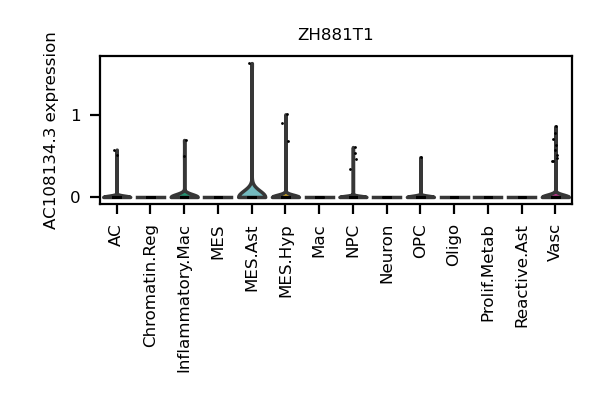 ZH881T1
AC108134.3 expression
1
0
AC
Chromatin.Reg
Inflammatory.Mac
MES
MES.Ast
MES.Hyp
Mac
NPC
Neuron
OPC
Oligo
Prolif.Metab
Reactive.Ast
Vasc